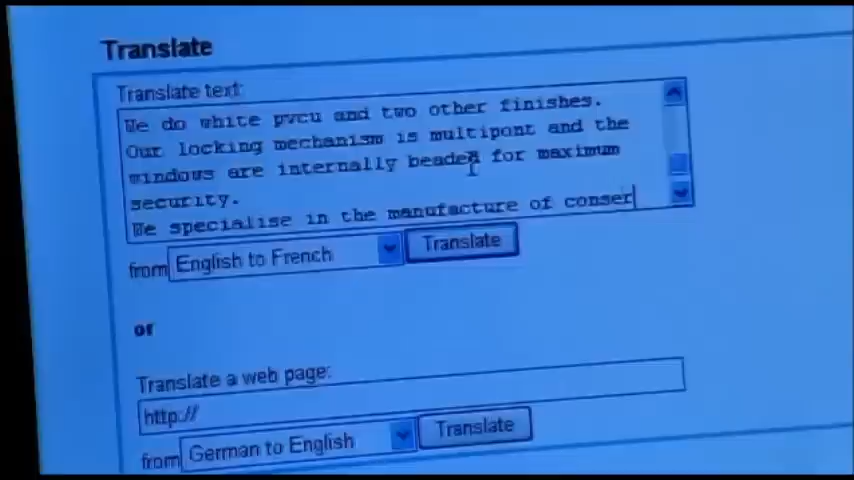 Translate
Translate text:
We do white pvcu and two other finishes.
Our locking mechanism is multipont and the
windows are internally beaded for maximum
security.
We specialise in the manufacture of conser
from English to French Translate
or
Translate a web page:
http://
from German to English Translate